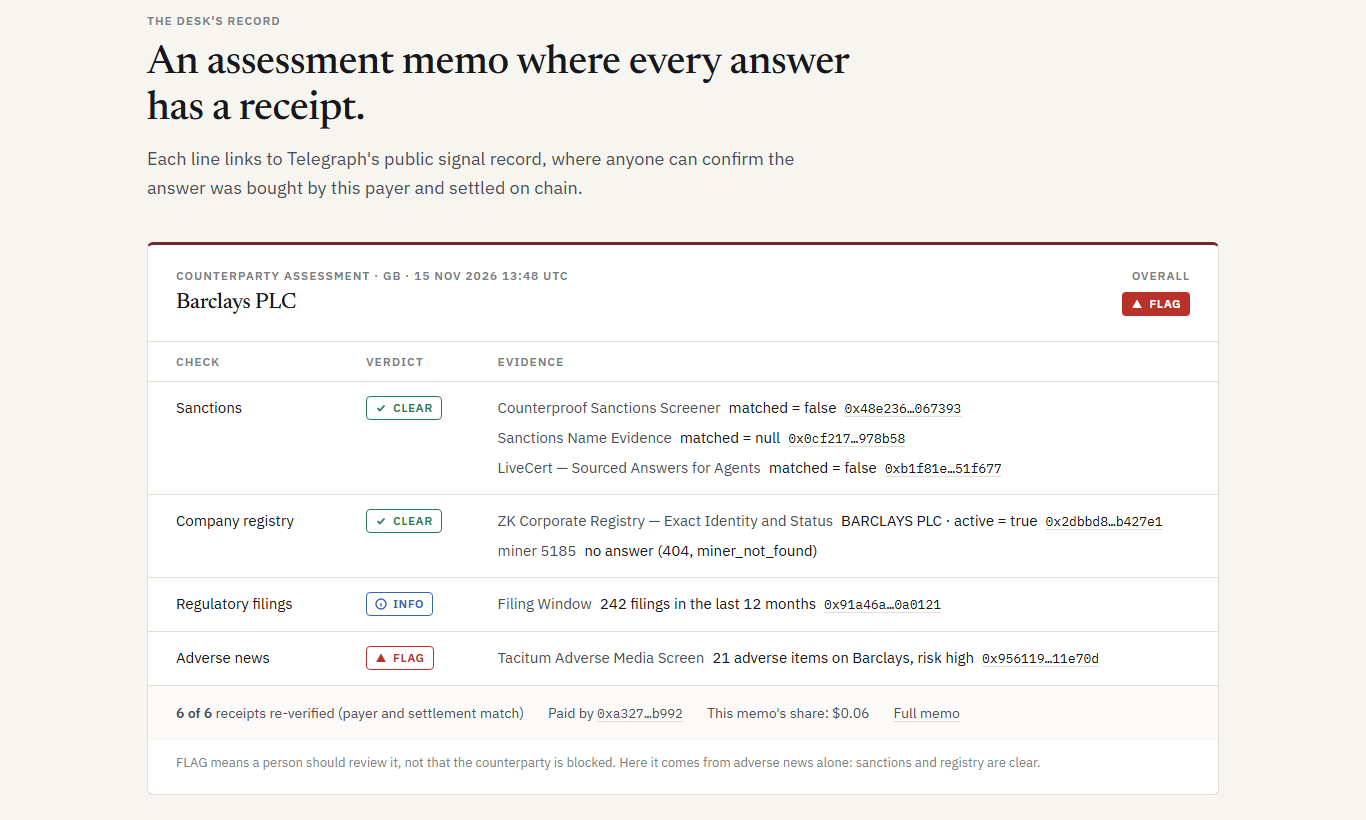 THE DESK'S RECORD
An assessment memo where every answer
has a receipt.
Each line links to Telegraph's public signal record, where anyone can confirm the
answer was bought by this payer and settled on chain.
COUNTERPARTY ASSESSMENT · GB · 15 NOV 2026 13:48 UTC
OVERALL
Barclays PLC
FLAG
CHECK VERDICT EVIDENCE
Sanctions CLEAR Counterproof Sanctions Screener matched = false 0x48e236…067393
Sanctions Name Evidence matched = null 0x0cf217…978b58
LiveCert — Sourced Answers for Agents matched = false 0xb1f81e…51f677
Company registry CLEAR ZK Corporate Registry — Exact Identity and Status BARCLAYS PLC · active = true 0x2dbbd8…b427e1
miner 5185 no answer (404, miner_not_found)
Regulatory filings INFO Filing Window 242 filings in the last 12 months 0x91a46a…0a0121
Adverse news FLAG Tacitum Adverse Media Screen 21 adverse items on Barclays, risk high 0x956119…11e70d
6 of 6 receipts re-verified (payer and settlement match) Paid by 0xa327…b992 This memo's share: $0.06 Full memo
FLAG means a person should review it, not that the counterparty is blocked. Here it comes from adverse news alone: sanctions and registry are clear.